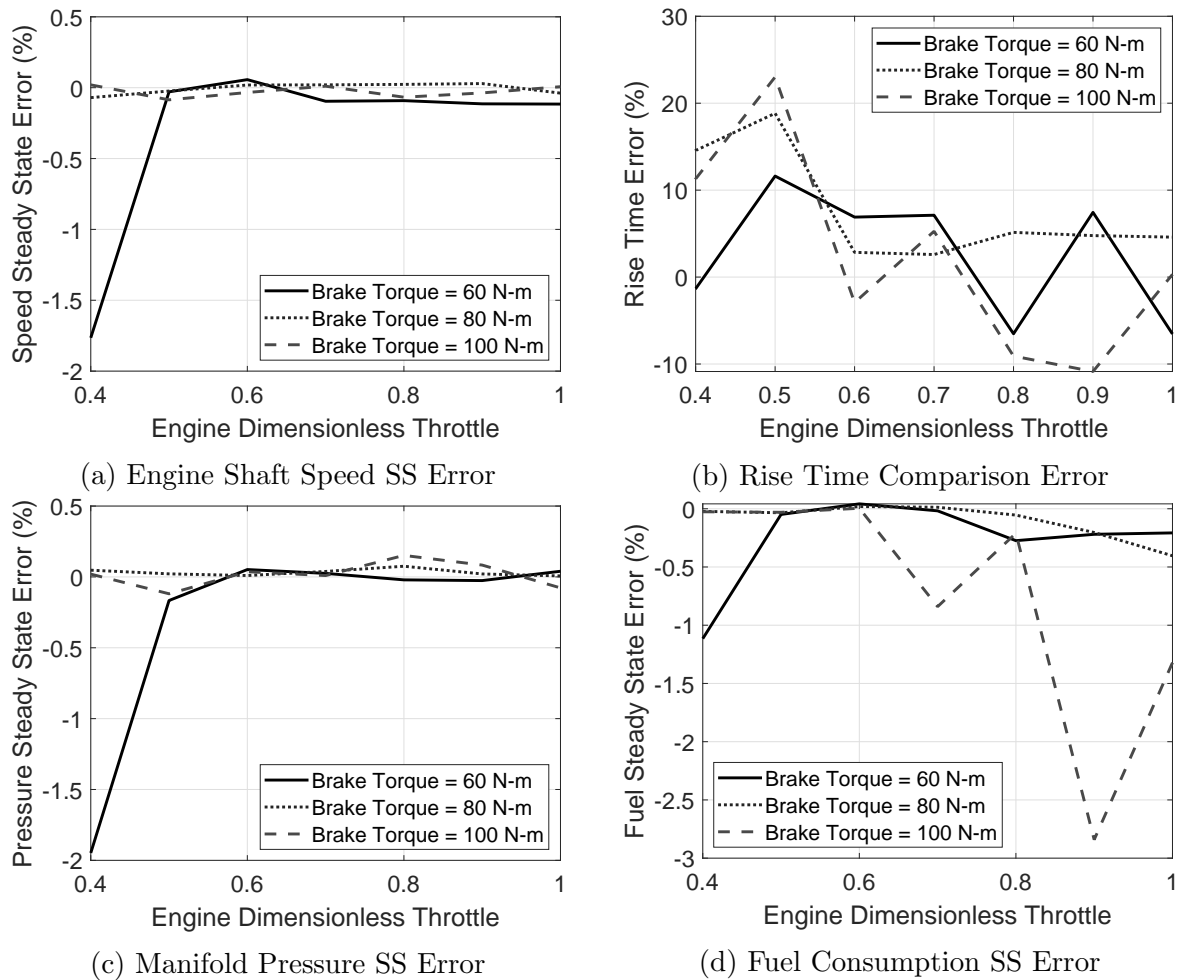 0.5
0
-0.5
-1
-1.5
-2
Speed Steady State Error (%)
Brake Torque = 60 N-m
Brake Torque = 80 N-m
Brake Torque = 100 N-m
0.4 0.6 0.8 1
Engine Dimensionless Throttle
(a) Engine Shaft Speed SS Error
30
20
10
0
-10
Rise Time Error (%)
Brake Torque = 60 N-m
Brake Torque = 80 N-m
Brake Torque = 100 N-m
0.4 0.5 0.6 0.7 0.8 0.9 1
Engine Dimensionless Throttle
(b) Rise Time Comparison Error
0.5
0
-0.5
-1
-1.5
-2
Pressure Steady State Error (%)
Brake Torque = 60 N-m
Brake Torque = 80 N-m
Brake Torque = 100 N-m
0.4 0.6 0.8 1
Engine Dimensionless Throttle
(c) Manifold Pressure SS Error
0
-0.5
-1
-1.5
-2
-2.5
-3
Fuel Steady State Error (%)
Brake Torque = 60 N-m
Brake Torque = 80 N-m
Brake Torque = 100 N-m
0.4 0.6 0.8 1
Engine Dimensionless Throttle
(d) Fuel Consumption SS Error